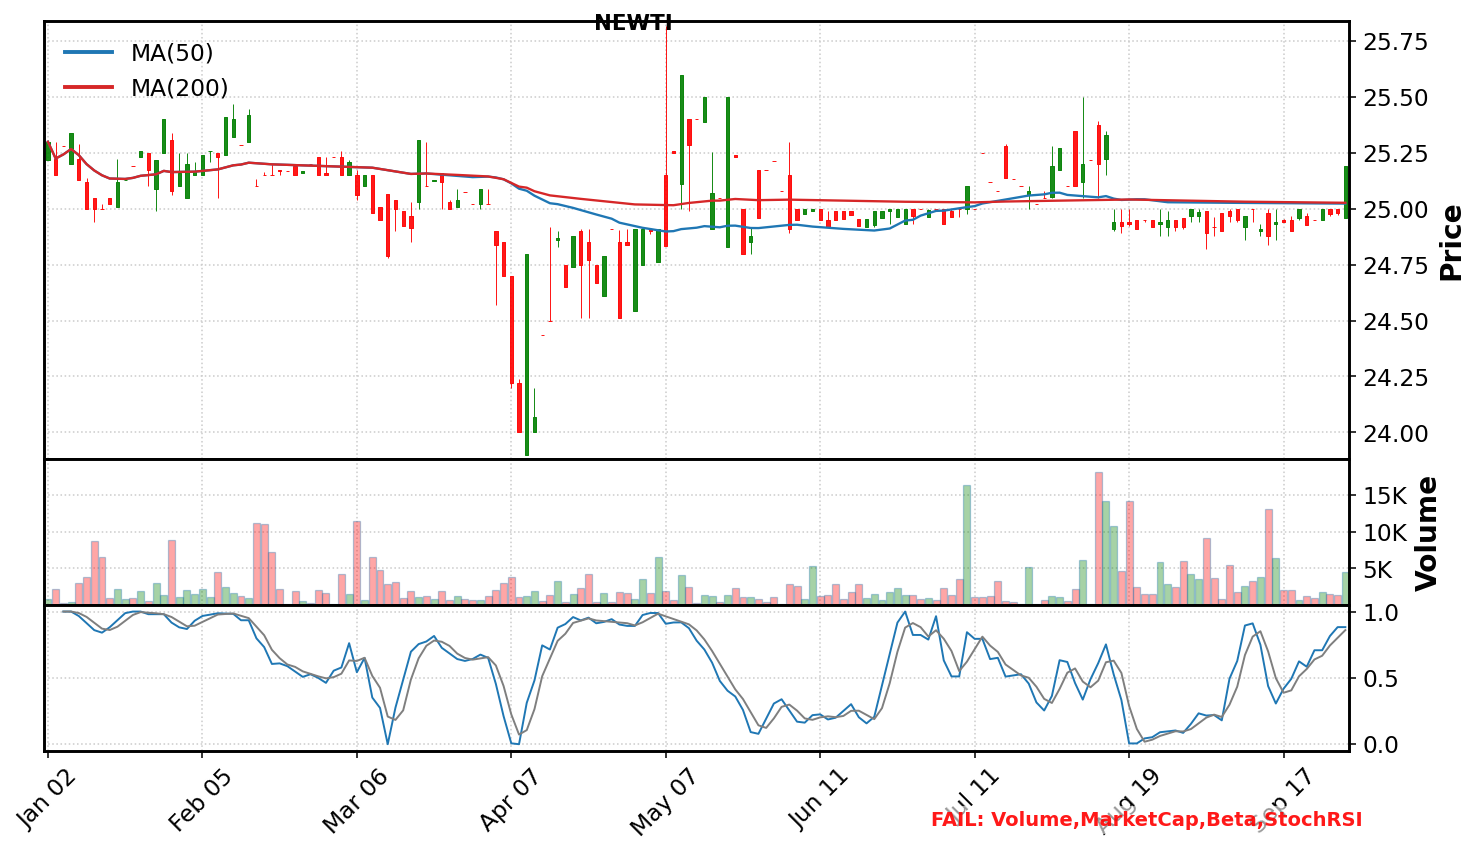 NEWTI
MA(50)
MA(200)
25.75
25.50
25.25
25.00
24.75
24.50
24.25
24.00
Price
15K
10K
5K
Volume
1.0
0.5
0.0
Jan 02
Feb 05
Mar 06
Apr 07
May 07
Jun 11
Jul 11
Aug 19
Sep 17
FAIL: Volume,MarketCap,Beta,StochRSI